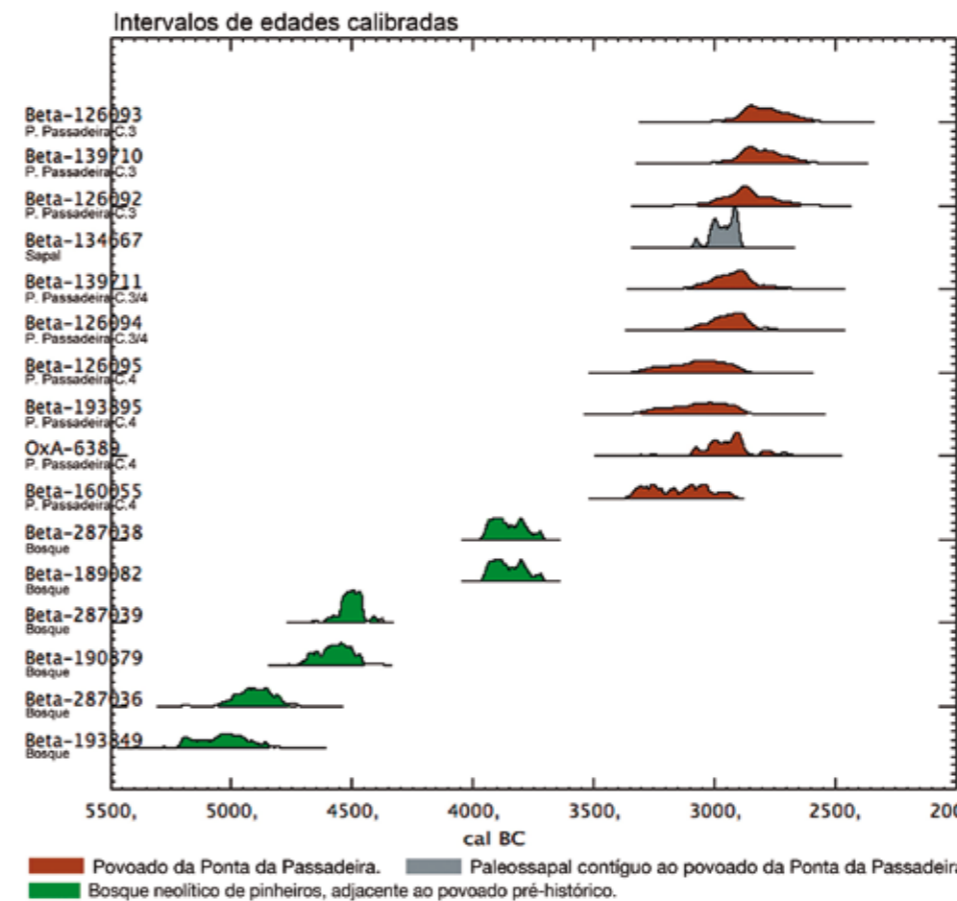 Intervalos de edades calibradas
Beta-126093
P. Passadeira-C.3
Beta-139710
P. Passadeira-C.3
Beta-126092
P. Passadeira-C.3
Beta-134667
Sapal
Beta-139711
P. Passadeira-C.3/4
Beta-126094
P. Passadeira-C.3/4
Beta-126095
P. Passadeira-C.4
Beta-193895
P. Passadeira-C.4
OxA-6389
P. Passadeira-C.4
Beta-160055
P. Passadeira-C.4
Beta-287038
Bosque
Beta-189082
Bosque
Beta-287039
Bosque
Beta-190879
Bosque
Beta-287036
Bosque
Beta-193849
Bosque
5500, 5000, 4500, 4000, 3500, 3000, 2500, 200
cal BC
Povoado da Ponta da Passadeira. Paleossapal contíguo ao povoado da Ponta da Passadeira
Bosque neolítico de pinheiros, adjacente ao povoado pré-histórico.